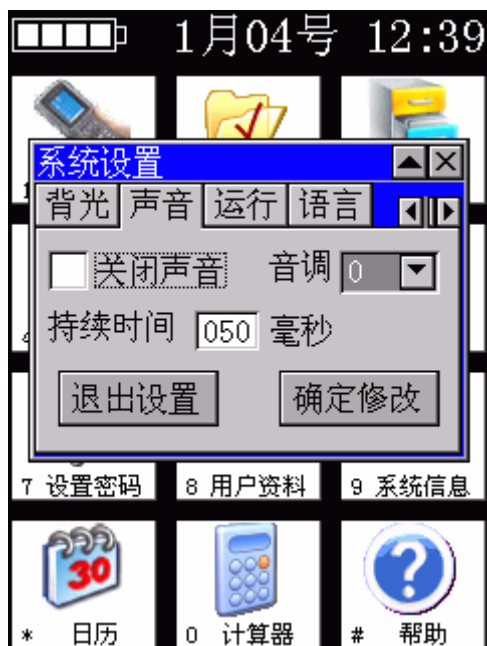 1月04号 12:39
系统设置
背光 声音 运行 语言
关闭声音 音调 0
持续时间 050 毫秒
退出设置 确定修改
7 设置密码 8 用户资料 9 系统信息
30
* 日历 0 计算器 # 帮助